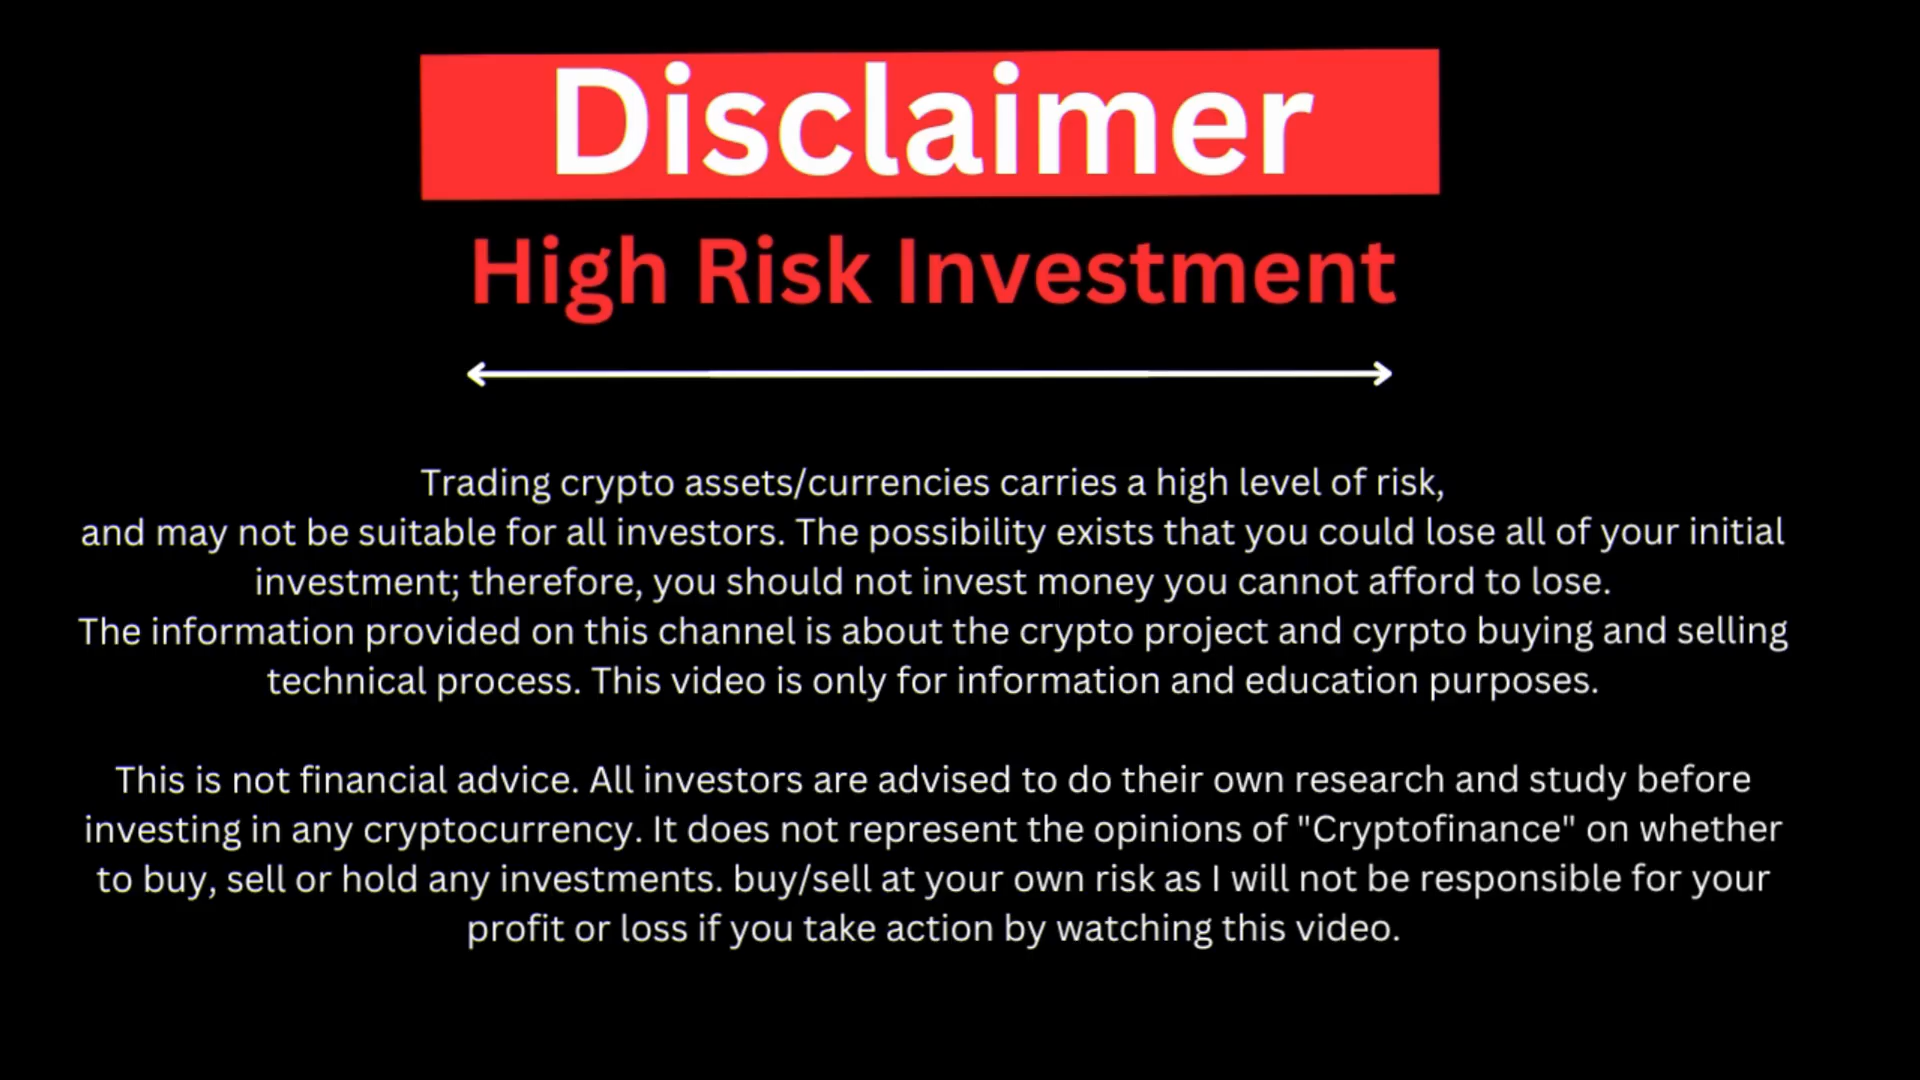 Disclaimer
High Risk Investment
Trading crypto assets/currencies carries a high level of risk,
and may not be suitable for all investors. The possibility exists that you could lose all of your initial
investment; therefore, you should not invest money you cannot afford to lose.
The information provided on this channel is about the crypto project and cyrpto buying and selling
technical process. This video is only for information and education purposes.
This is not financial advice. All investors are advised to do their own research and study before
investing in any cryptocurrency. It does not represent the opinions of "Cryptofinance" on whether
to buy, sell or hold any investments. buy/sell at your own risk as I will not be responsible for your
profit or loss if you take action by watching this video.